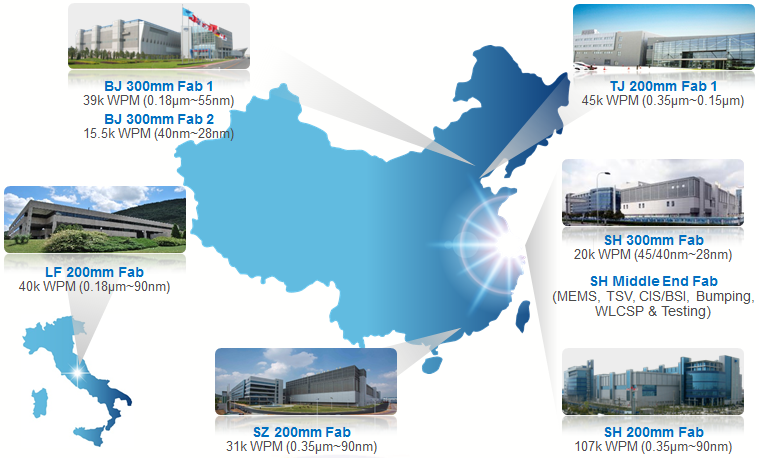 BJ 300mm Fab 1
39k WPM (0.18μm~55nm)
BJ 300mm Fab 2
15.5k WPM (40nm~28nm)
TJ 200mm Fab 1
45k WPM (0.35μm~0.15μm)
LF 200mm Fab
40k WPM (0.18μm~90nm)
SH 300mm Fab
20k WPM (45/40nm~28nm)
SH Middle End Fab
(MEMS, TSV, CIS/BSI, Bumping,
WLCSP & Testing)
SZ 200mm Fab
31k WPM (0.35μm~90nm)
SH 200mm Fab
107k WPM (0.35μm~90nm)